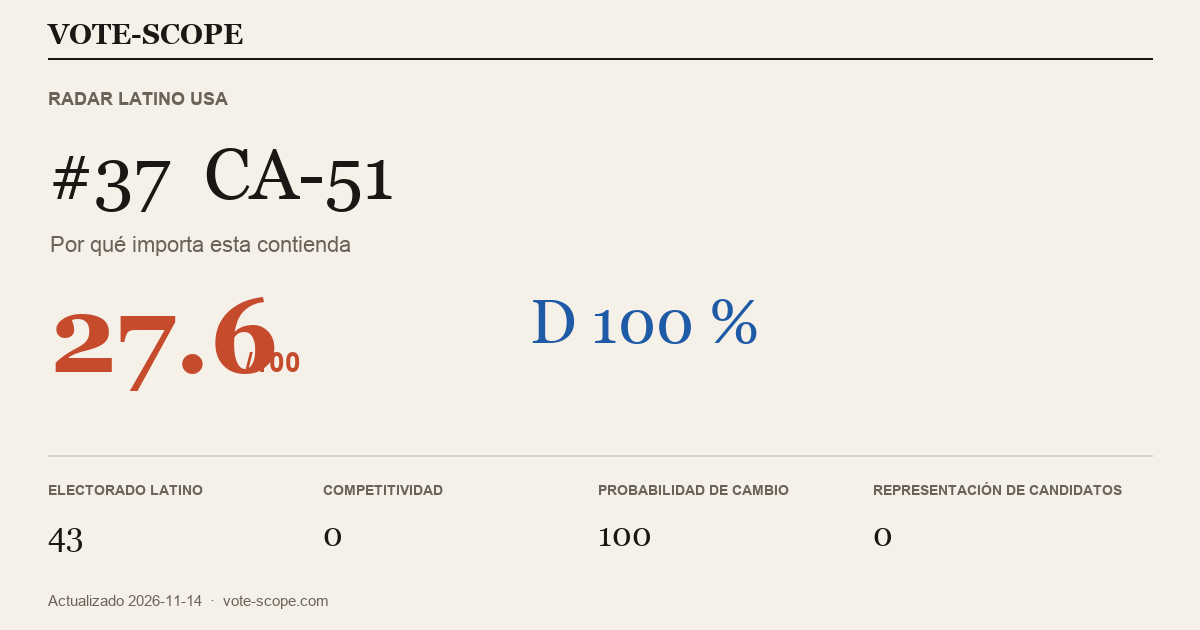 VOTE-SCOPE
RADAR LATINO USA
#37 CA-51
Por qué importa esta contienda
27.6/100
D 100 %
ELECTORADO LATINO
COMPETITIVIDAD
PROBABILIDAD DE CAMBIO
REPRESENTACIÓN DE CANDIDATOS
43
0
100
0
Actualizado 2026-11-14 · vote-scope.com